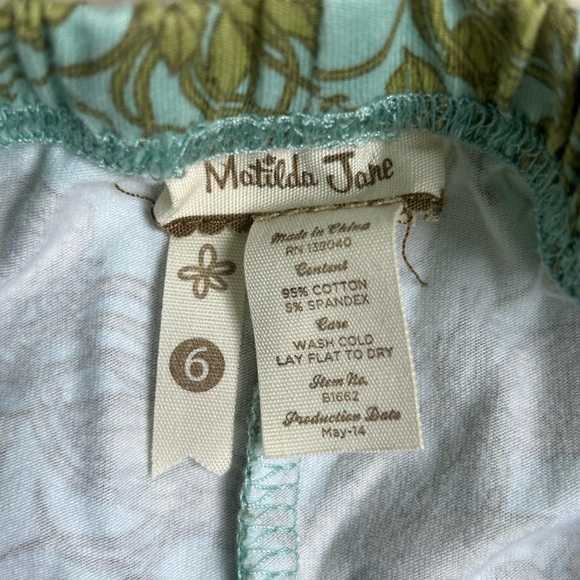 Matilda Jane
6
Made in China
RN 139040
Content
95% COTTON
5% SPANDEX
Care
WASH COLD
LAY FLAT TO DRY
Item No.
B1662
Production Date
May-14